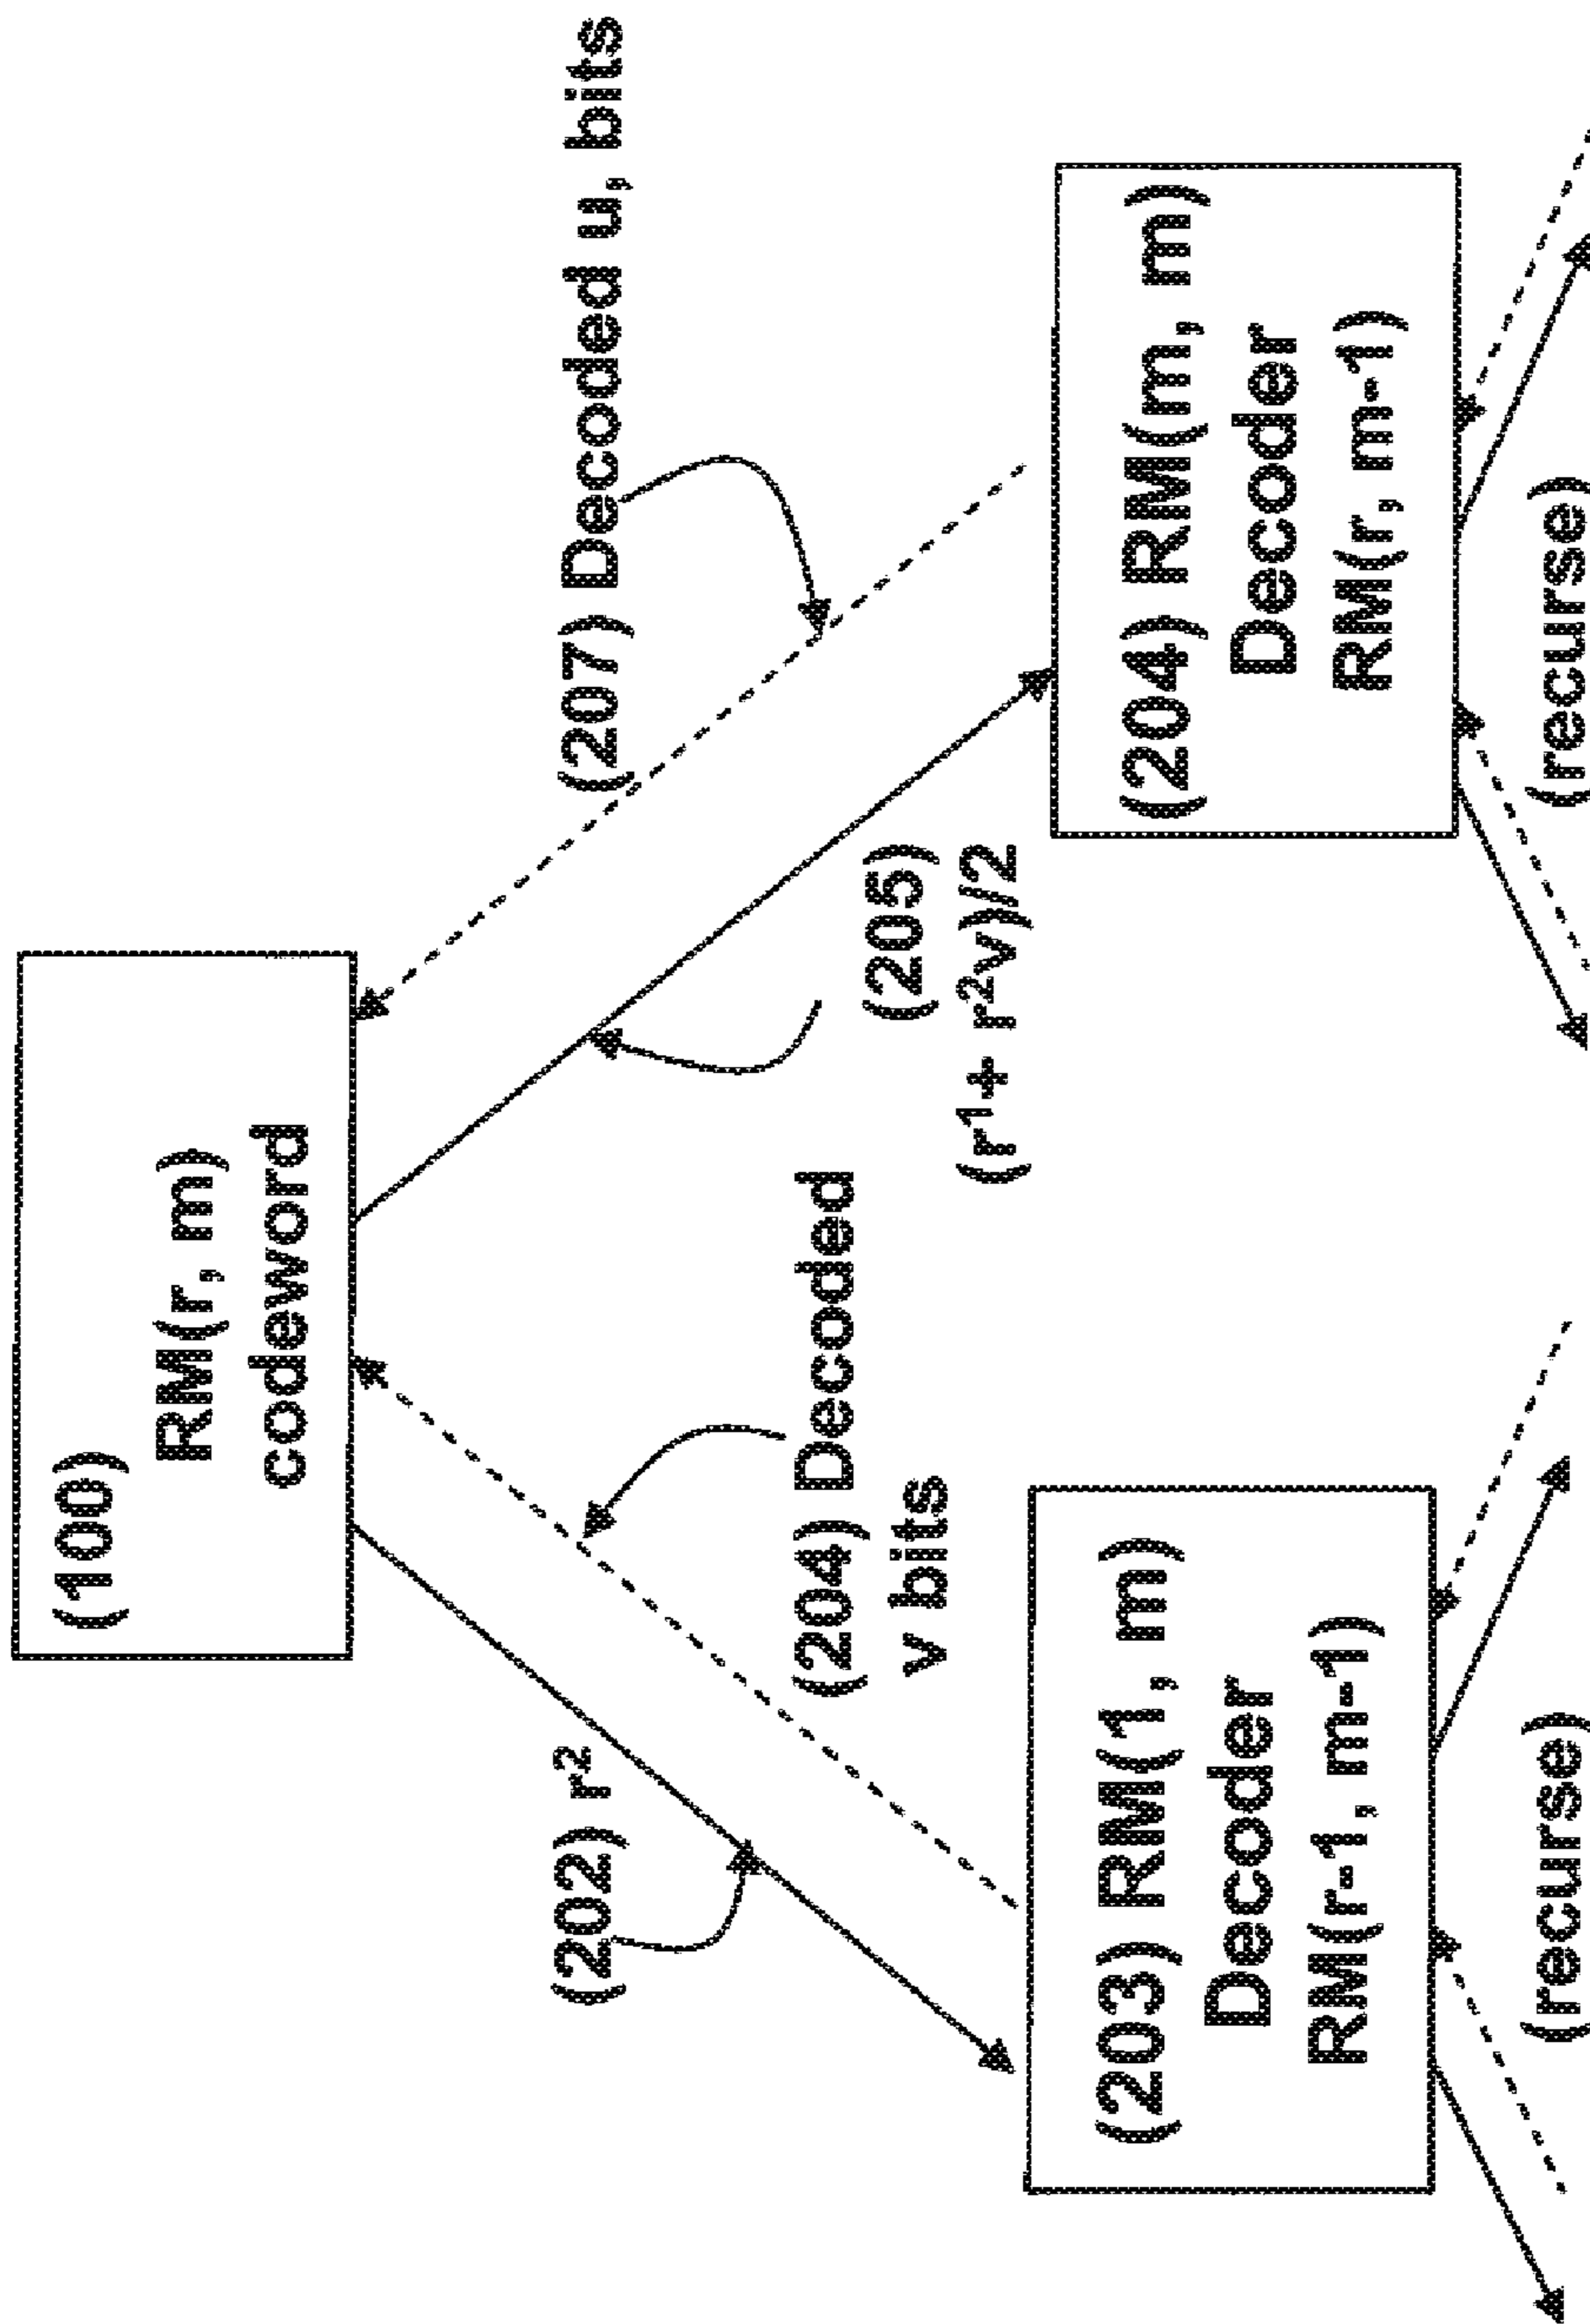 (100)
RM(r, m)
codeword
(202) r²
(204) Decoded
v bits
(205)
(r¹+ r²v)/2
(207) Decoded u, bits
(203) RM(1, m)
Decoder
RM(r-1, m-1)
(recurse)
(204) RM(m, m)
Decoder
RM(r, m-1)
(recurse)